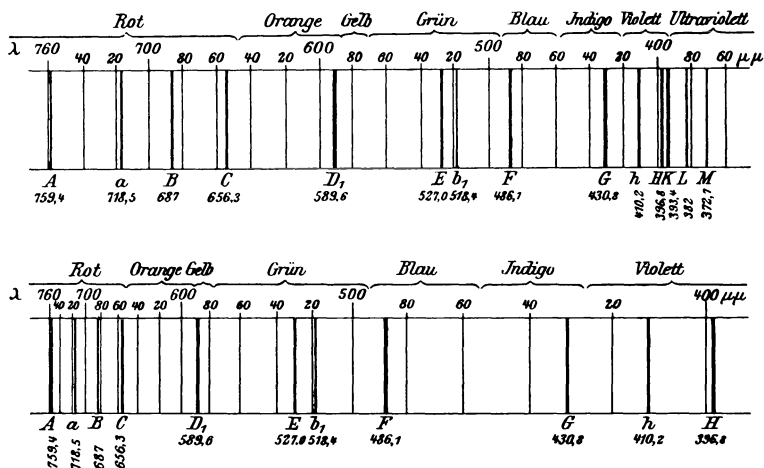 Rot Orange Gelb Grün Blau Indigo Violett Ultraviolett
λ 760 40 20 700 80 60 40 20 600 80 60 40 20 500 80 60 40 20 400 80 60 μμ
A a B C D₁ E b₁ F G h H K L M
759,4 718,5 687 656,3 589,6 527,0 518,4 486,1 430,8 410,2 396,8 393,4 382 372,7
Rot Orange Gelb Grün Blau Indigo Violett
λ 760 40 20 700 80 60 40 20 600 80 60 40 20 500 80 60 40 20 400 μμ
A a B C D₁ E b₁ F G h H
759,4 718,5 687 656,3 589,6 527,0 518,4 486,1 430,8 410,2 396,8